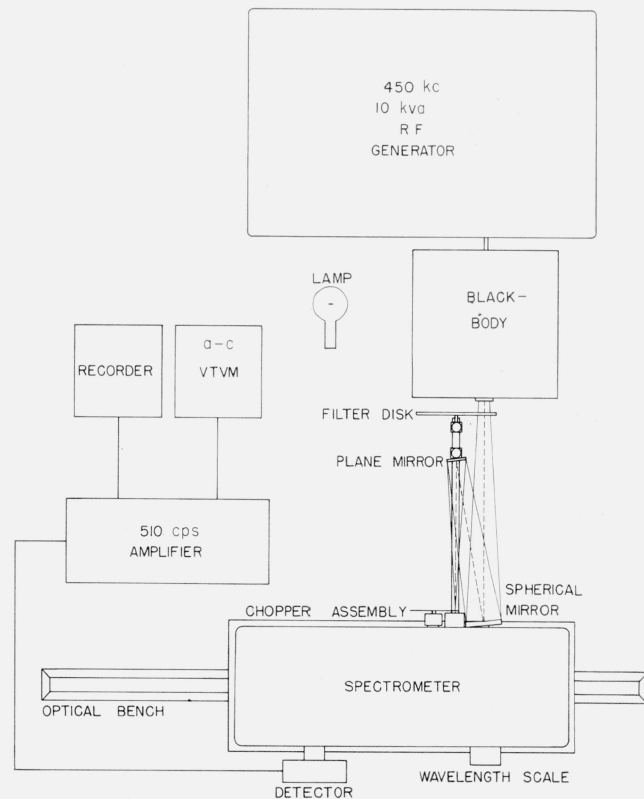 450 kc
10 kva
R F
GENERATOR
LAMP
BLACK-
BODY
RECORDER
a-c
VTVM
FILTER DISK
PLANE MIRROR
510 cps
AMPLIFIER
SPHERICAL
MIRROR
CHOPPER ASSEMBLY
SPECTROMETER
OPTICAL BENCH
WAVELENGTH SCALE
DETECTOR